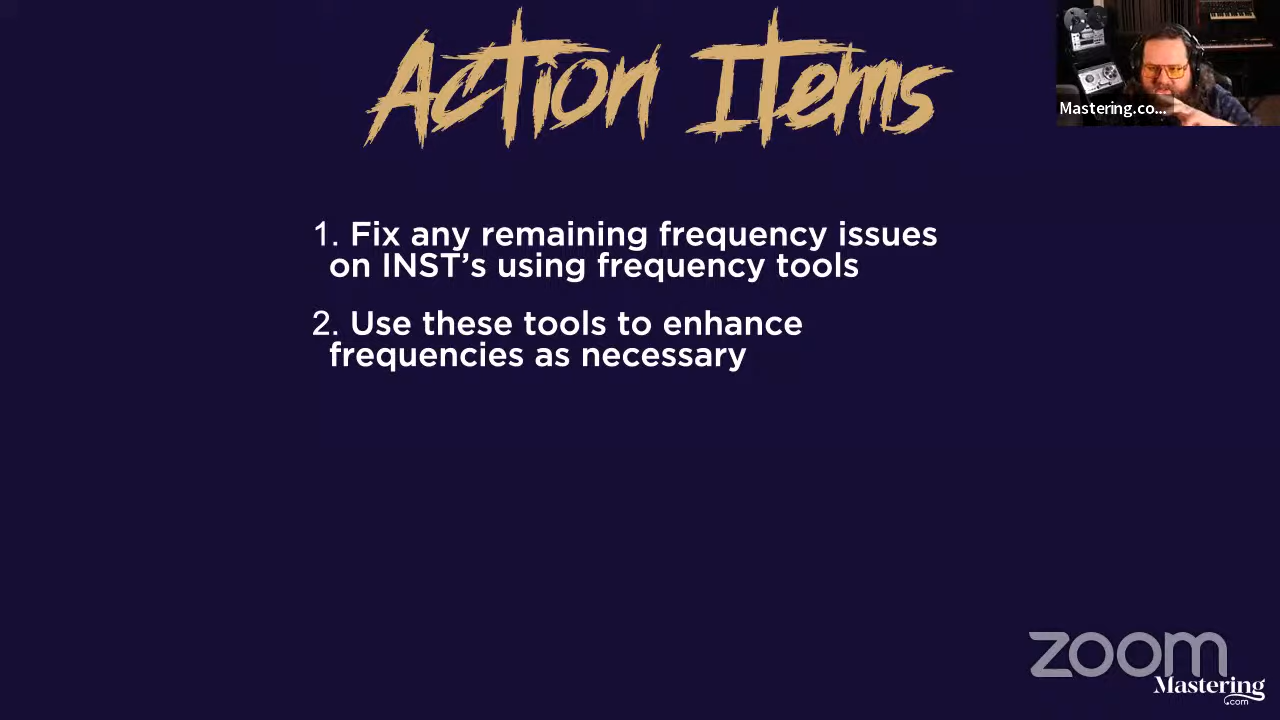 Action Items
Mastering.co...
1. Fix any remaining frequency issues
on INST's using frequency tools
2. Use these tools to enhance
frequencies as necessary
zoom
Mastering
.com